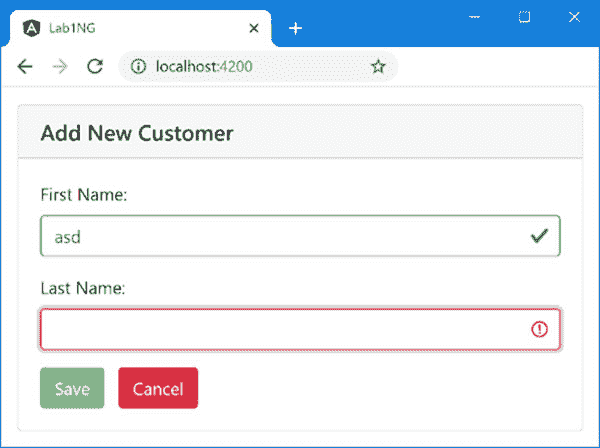 Lab1NG
localhost:4200
Add New Customer
First Name:
asd
Last Name:
Save Cancel